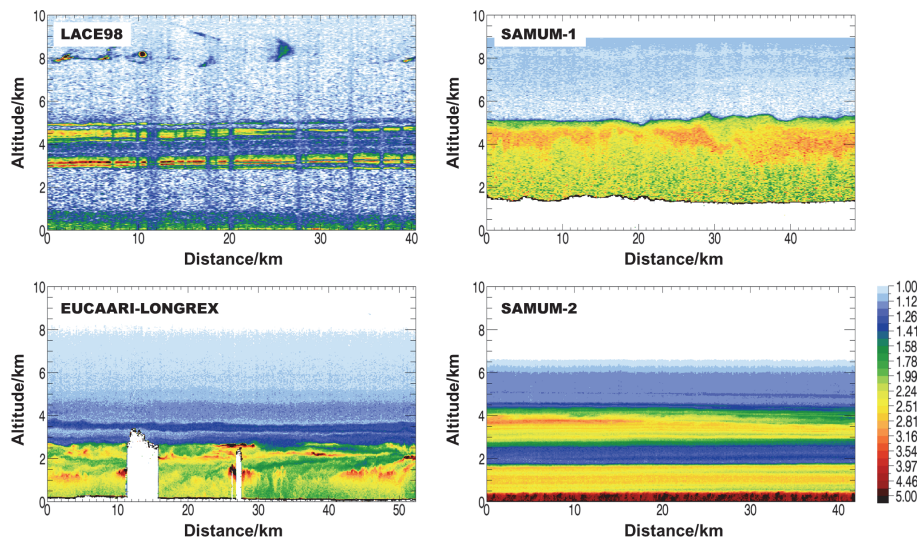 LACE98
10
8
6
4
2
0
Altitude/km
0 10 20 30 40
Distance/km
SAMUM-1
10
8
6
4
2
0
Altitude/km
0 10 20 30 40
Distance/km
EUCAARI-LONGREX
10
8
6
4
2
0
Altitude/km
0 10 20 30 40 50
Distance/km
SAMUM-2
10
8
6
4
2
0
Altitude/km
0 10 20 30 40
Distance/km
1.00
1.12
1.26
1.41
1.58
1.78
1.99
2.24
2.51
2.81
3.16
3.54
3.97
4.46
5.00